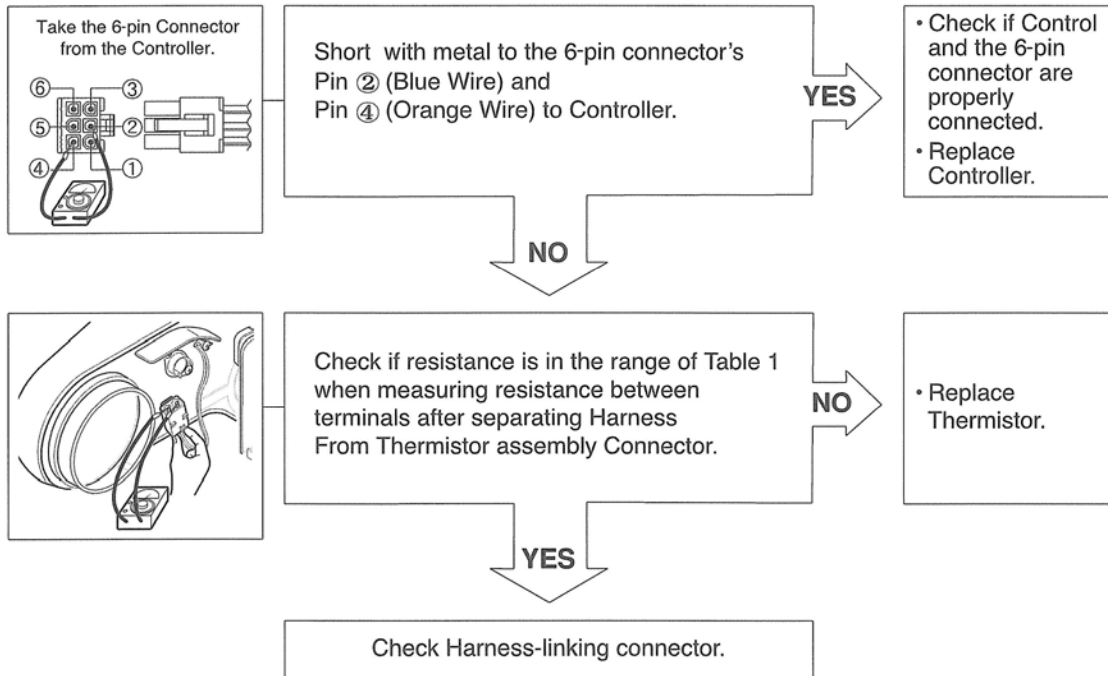 Take the 6-pin Connector
from the Controller.
⑥ ③
⑤ ②
④ ①
Short with metal to the 6-pin connector's
Pin ② (Blue Wire) and
Pin ④ (Orange Wire) to Controller.
YES
• Check if Control
and the 6-pin
connector are
properly
connected.
• Replace
Controller.
NO
Check if resistance is in the range of Table 1
when measuring resistance between
terminals after separating Harness
From Thermistor assembly Connector.
NO
• Replace
Thermistor.
YES
Check Harness-linking connector.